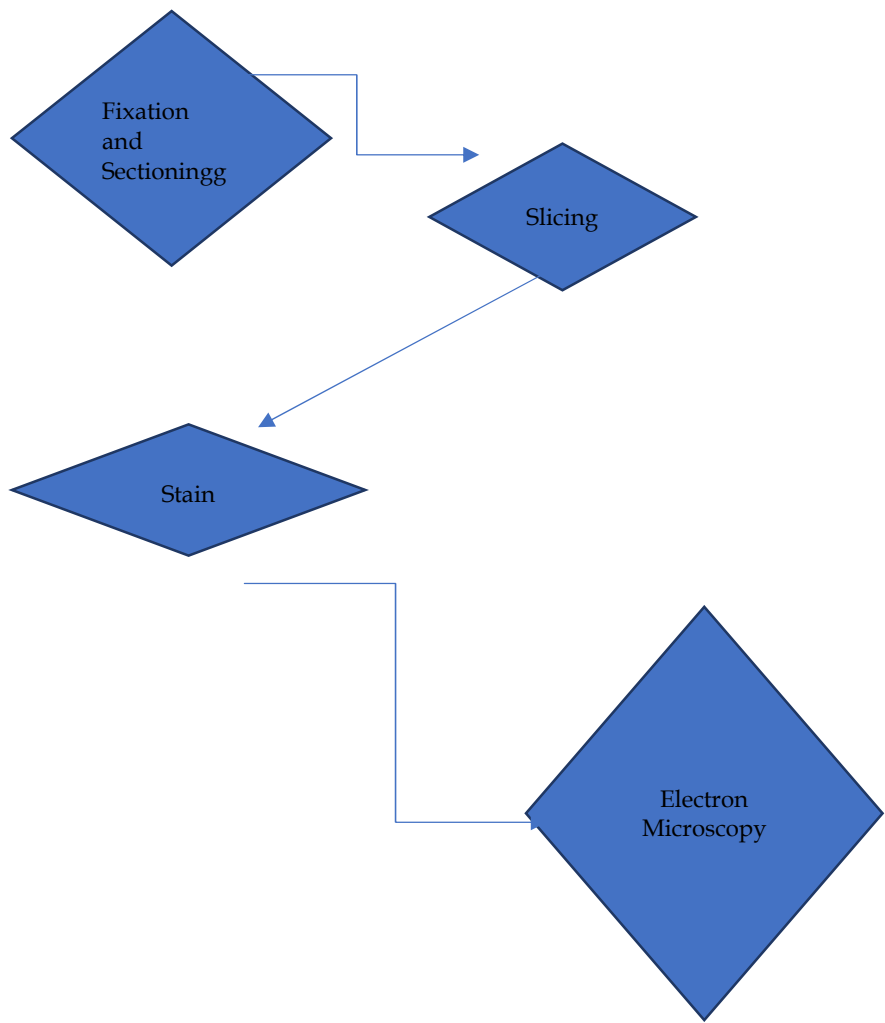 Fixation
and
Sectioningg
Slicing
Stain
Electron
Microscopy